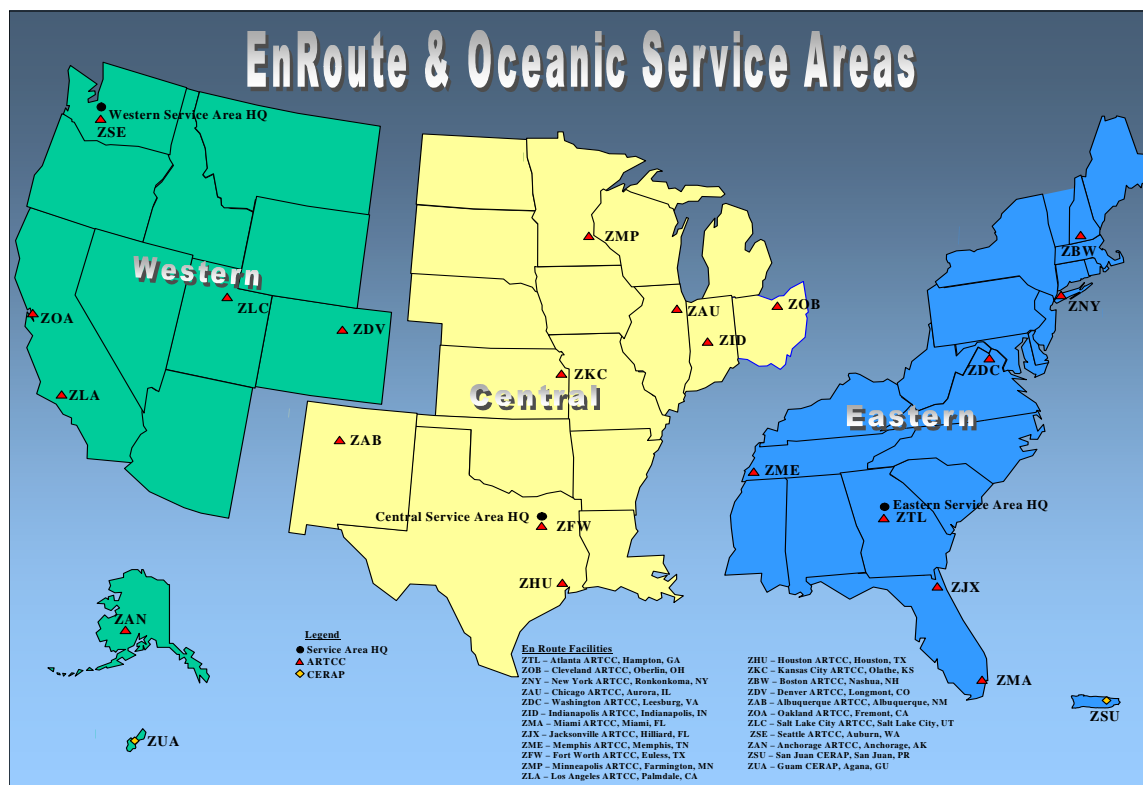 EnRoute & Oceanic Service Areas
Western Service Area HQ
ZSE
ZMP
ZBW
Western
ZLC
ZNY
ZOA
ZDV
ZAU
ZOB
ZID
ZDC
ZLA
ZKC
Central
Eastern
ZAB
ZME
Central Service Area HQ
ZFW
Eastern Service Area HQ
ZTL
ZHU
ZJX
ZAN
ZMA
ZSU
ZUA
Legend
Service Area HQ
ARTCC
CERAP
En Route Facilities
ZTL – Atlanta ARTCC, Hampton, GA
ZOB – Cleveland ARTCC, Oberlin, OH
ZNY – New York ARTCC, Ronkonkoma, NY
ZAU – Chicago ARTCC, Aurora, IL
ZDC – Washington ARTCC, Leesburg, VA
ZID – Indianapolis ARTCC, Indianapolis, IN
ZMA – Miami ARTCC, Miami, FL
ZJX – Jacksonville ARTCC, Hilliard, FL
ZME – Memphis ARTCC, Memphis, TN
ZFW – Fort Worth ARTCC, Euless, TX
ZMP – Minneapolis ARTCC, Farmington, MN
ZLA – Los Angeles ARTCC, Palmdale, CA
ZHU – Houston ARTCC, Houston, TX
ZKC – Kansas City ARTCC, Olathe, KS
ZBW – Boston ARTCC, Nashua, NH
ZDV – Denver ARTCC, Longmont, CO
ZAB – Albuquerque ARTCC, Albuquerque, NM
ZOA – Oakland ARTCC, Fremont, CA
ZLC – Salt Lake City ARTCC, Salt Lake City, UT
ZSE – Seattle ARTCC, Auburn, WA
ZAN – Anchorage ARTCC, Anchorage, AK
ZSU – San Juan CERAP, San Juan, PR
ZUA – Guam CERAP, Agana, GU